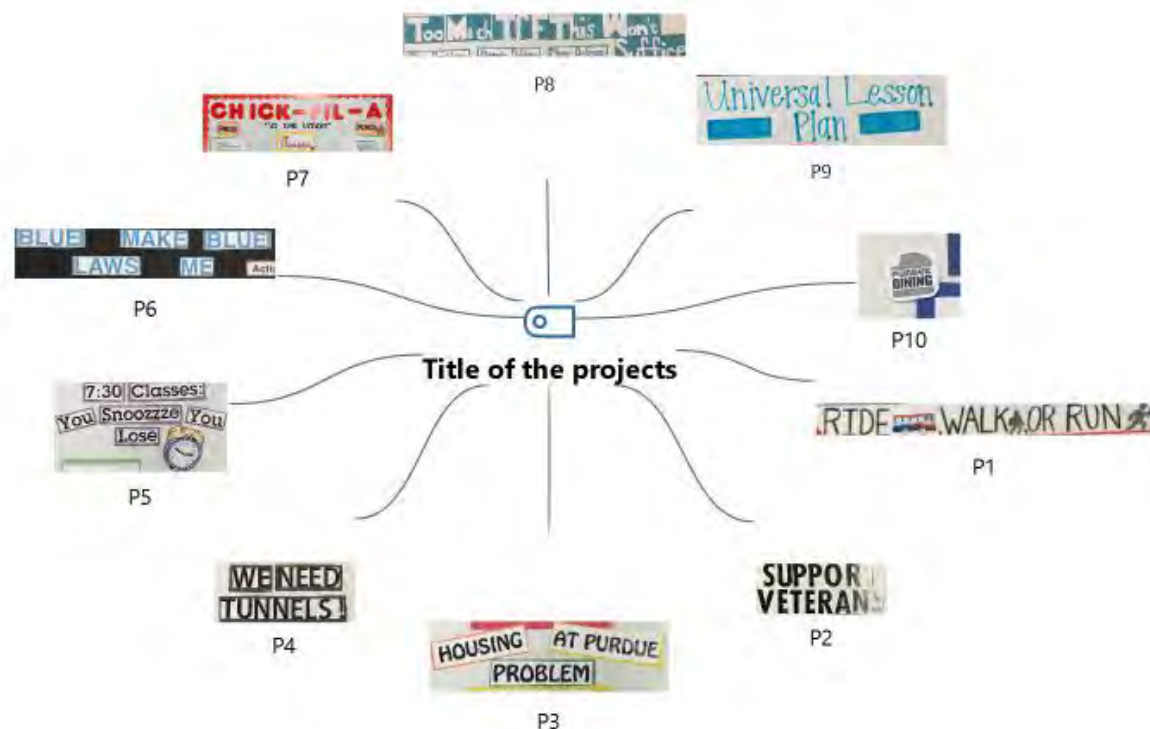 Too Much TTF This Won't
Suffice
P8
CHICK-FIL-A
P7
Universal Lesson
Plan
P9
BLUE MAKE BLUE
LAWS ME
P6
PURDUE
DINING
P10
Title of the projects
7:30 Classes:
You Snoozzze You
Lose
P5
RIDE WALK OR RUN
P1
WE NEED
TUNNELS!
P4
SUPPORT
VETERANS
P2
HOUSING AT PURDUE
PROBLEM
P3